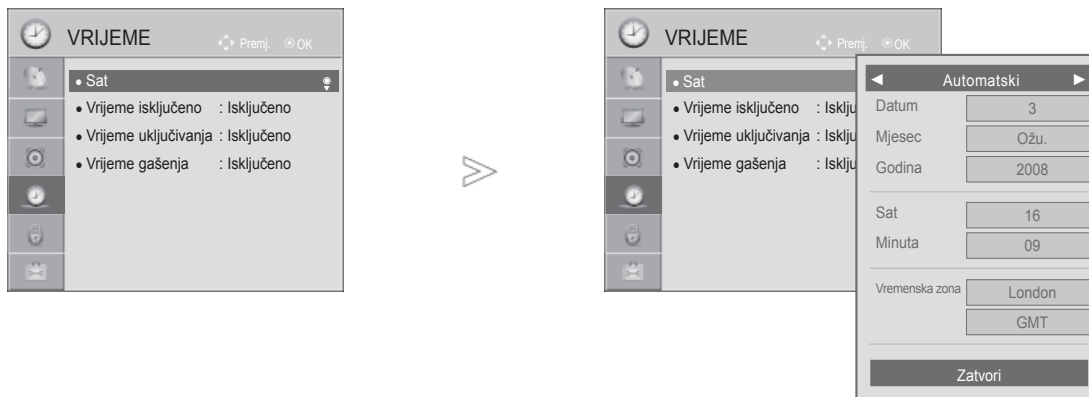 VRIJEME Premj. OK
• Sat
• Vrijeme isključeno : Isključeno
• Vrijeme uključivanja : Isključeno
• Vrijeme gašenja : Isključeno
VRIJEME Premj. OK
• Sat
• Vrijeme isključeno : Isklju
• Vrijeme uključivanja : Isklju
• Vrijeme gašenja : Isklju
◄ Automatski ►
Datum 3
Mjesec Ožu.
Godina 2008
Sat 16
Minuta 09
Vremenska zona London
GMT
Zatvori